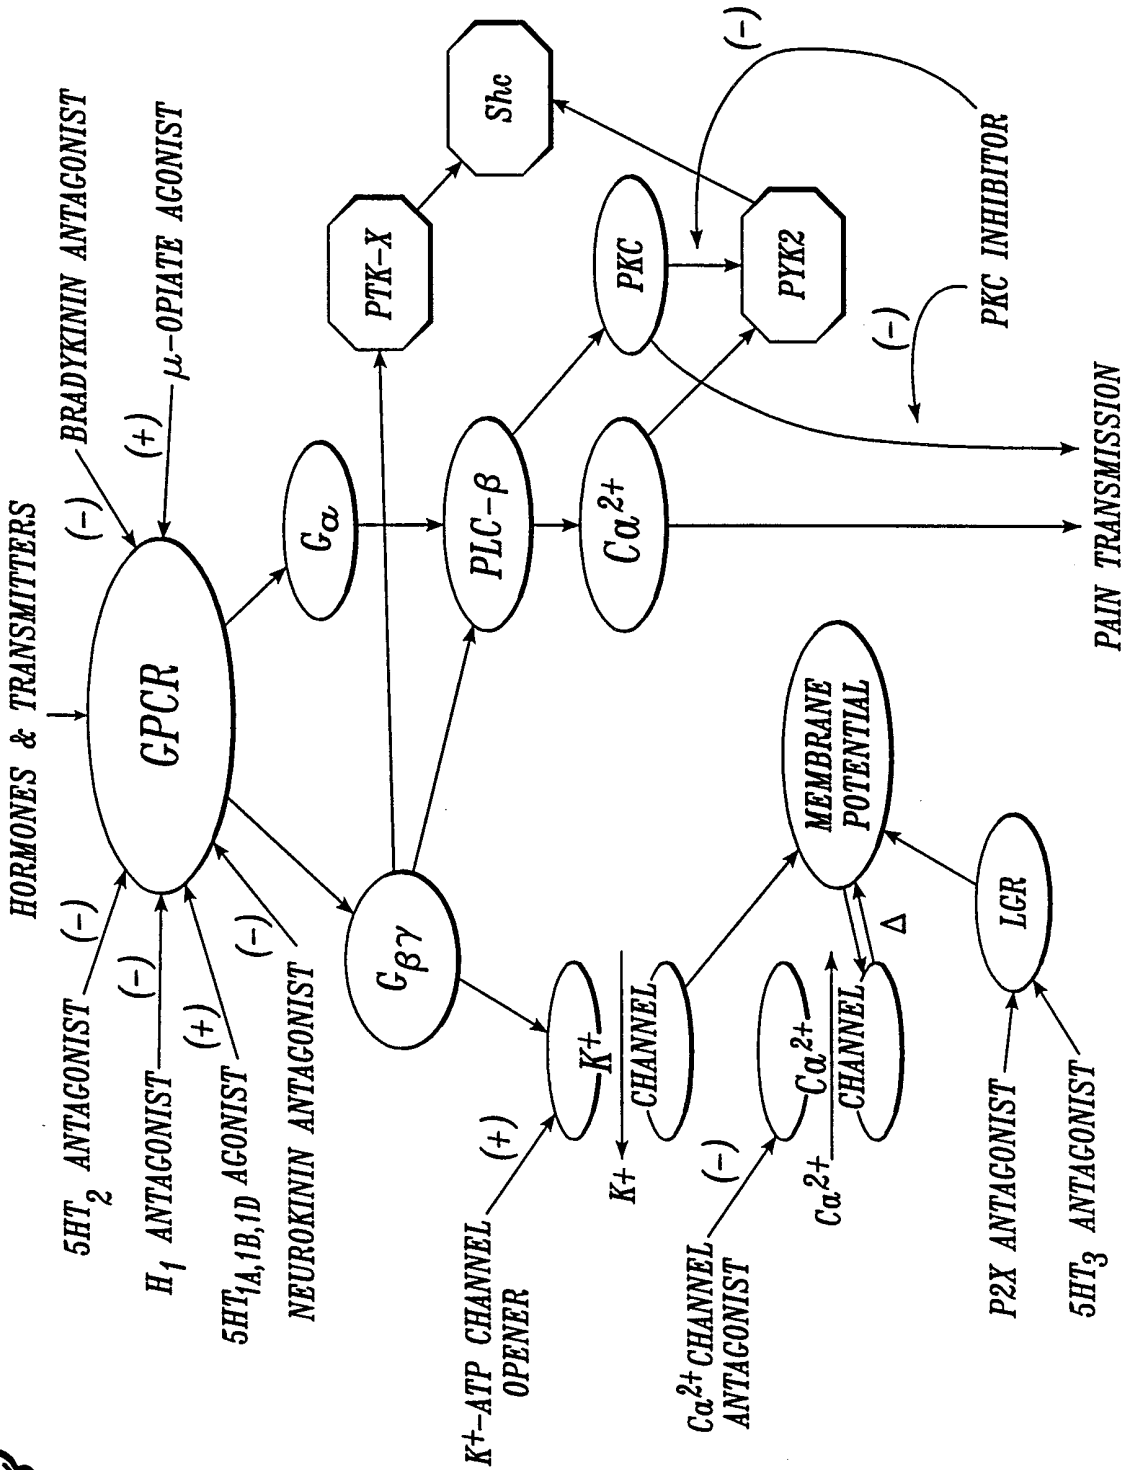 HORMONES & TRANSMITTERS
5HT2 ANTAGONIST
(-)
H1 ANTAGONIST
(-)
5HT1A,1B,1D AGONIST
(+)
NEUROKININ ANTAGONIST
(-)
BRADYKININ ANTAGONIST
(-)
μ-OPIATE AGONIST
(+)
GPCR
Gα
Gβγ
PTK-X
Shc
PLC-β
PKC
Ca2+
PYK2
(-)
PKC INHIBITOR
(-)
K+-ATP CHANNEL
OPENER
(+)
K+
CHANNEL
K+
Ca2+ CHANNEL
ANTAGONIST
(-)
Ca2+
CHANNEL
Ca2+
Δ
MEMBRANE
POTENTIAL
LGR
P2X ANTAGONIST
5HT3 ANTAGONIST
PAIN TRANSMISSION